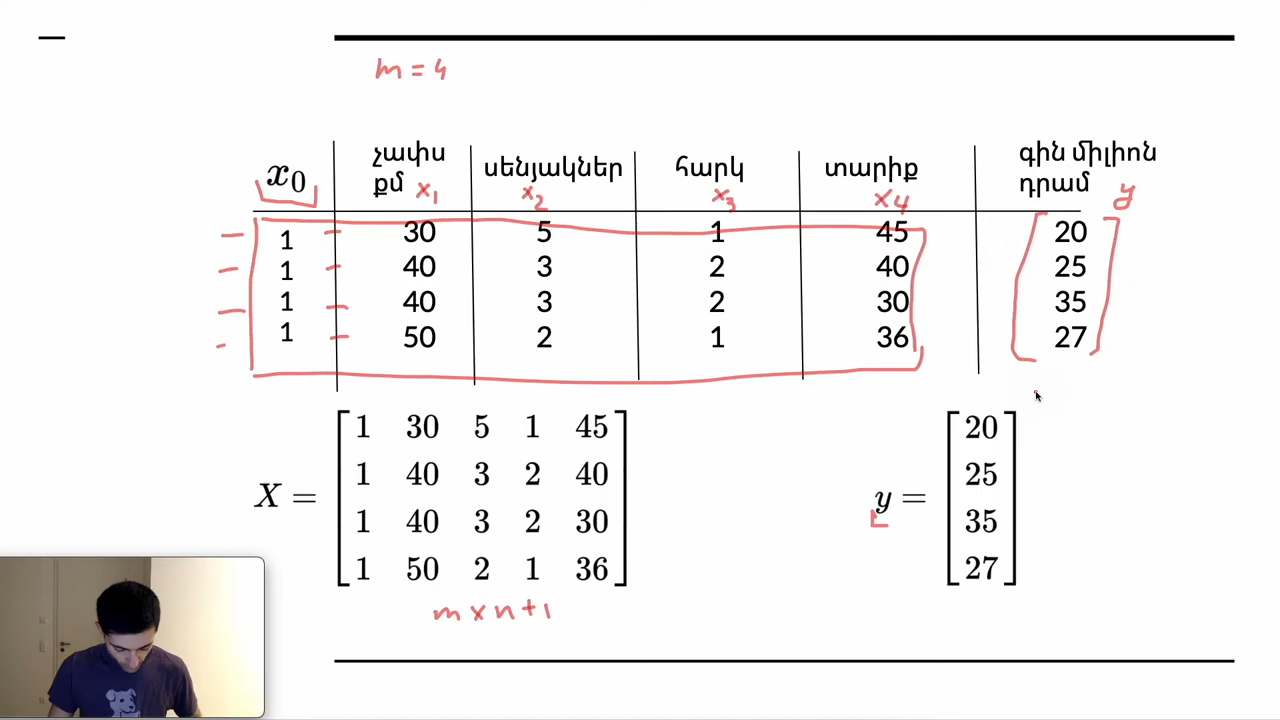 m = 4
x0 չափս քմ x1 սենյակներ x2 հարկ x3 տարիք x4 գին միլիոն դրամ y
1 30 5 1 45 20
1 40 3 2 40 25
1 40 3 2 30 35
1 50 2 1 36 27
X = [1 30 5 1 45
1 40 3 2 40
1 40 3 2 30
1 50 2 1 36]
m x n + 1
y = [20
25
35
27]